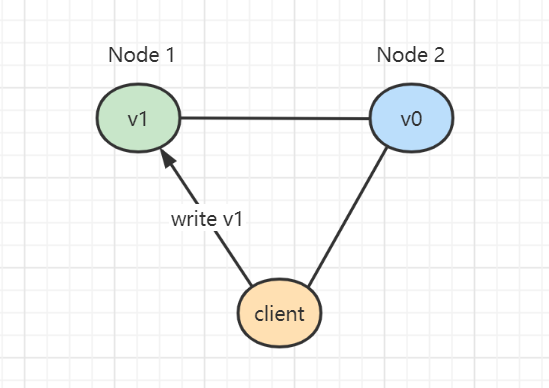 Node 1
Node 2
v1
v0
write v1
client